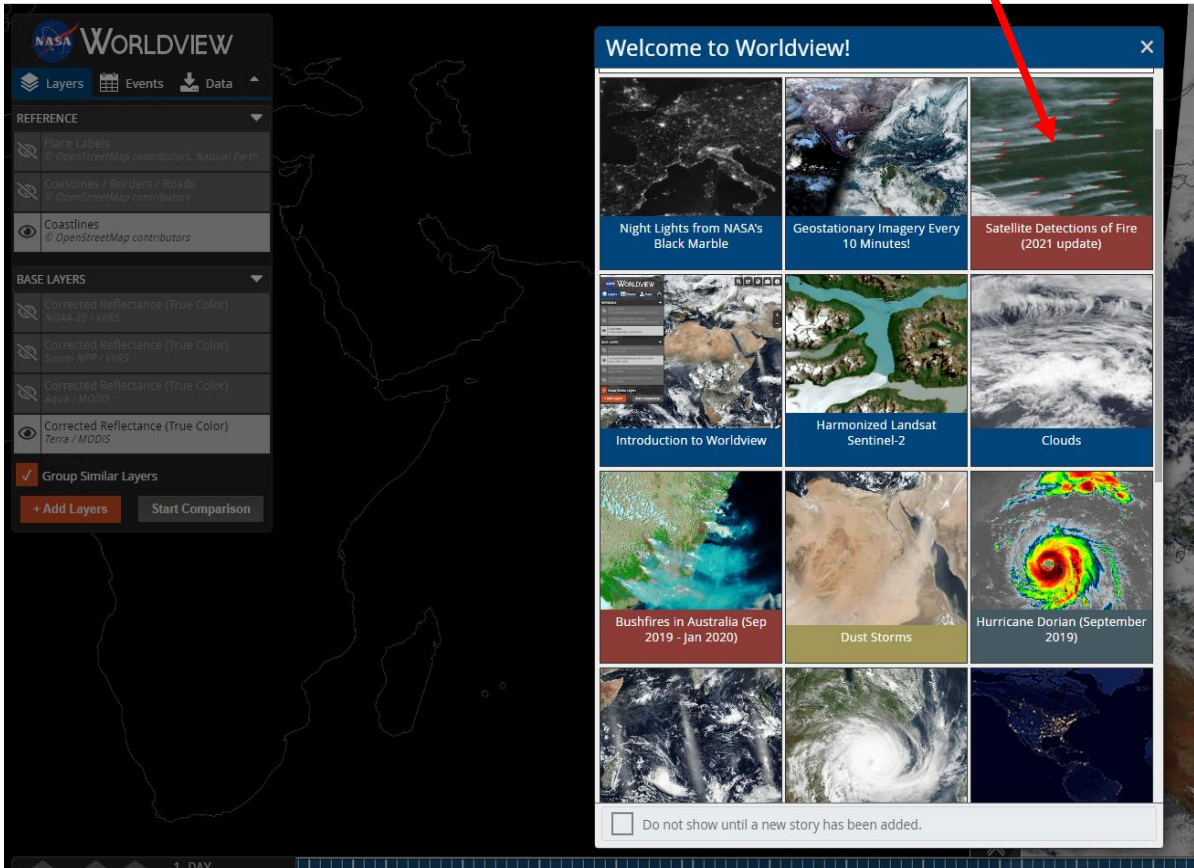 NASA WORLDVIEW
Layers Events Data
REFERENCE
Place Labels
© OpenStreetMap contributors, Natural Earth
Coastlines / Borders / Roads
© OpenStreetMap contributors
Coastlines
© OpenStreetMap contributors
BASE LAYERS
Corrected Reflectance (True Color)
NOAA-20 / VIIRS
Corrected Reflectance (True Color)
Suomi NPP / VIIRS
Corrected Reflectance (True Color)
Aqua / MODIS
Corrected Reflectance (True Color)
Terra / MODIS
Group Similar Layers
+ Add Layers Start Comparison
1 DAY
Welcome to Worldview!
Night Lights from NASA's
Black Marble
Geostationary Imagery Every
10 Minutes!
Satellite Detections of Fire
(2021 update)
WORLDVIEW
Introduction to Worldview
Harmonized Landsat
Sentinel-2
Clouds
Bushfires in Australia (Sep
2019 - Jan 2020)
Dust Storms
Hurricane Dorian (September
2019)
Do not show until a new story has been added.